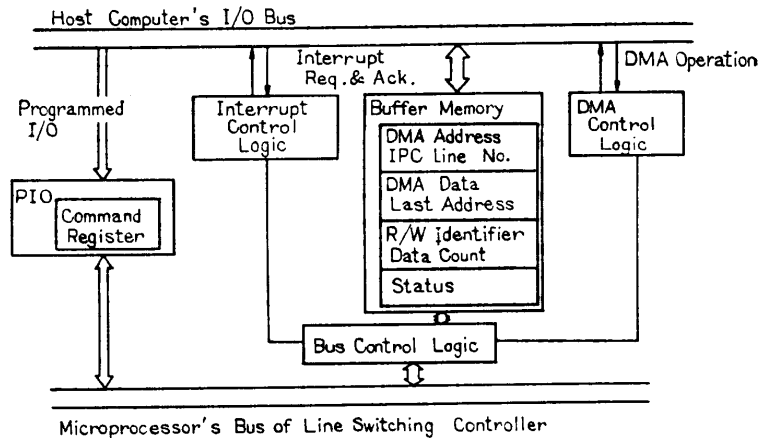 Host Computer's I/O Bus
Interrupt
Req. & Ack.
DMA Operation
Programmed
I/O
Interrupt
Control
Logic
Buffer Memory
DMA Address
IPC Line No.
DMA Data
Last Address
R/W Identifier
Data Count
Status
DMA
Control
Logic
PIO
Command
Register
Bus Control Logic
Microprocessor's Bus of Line Switching Controller